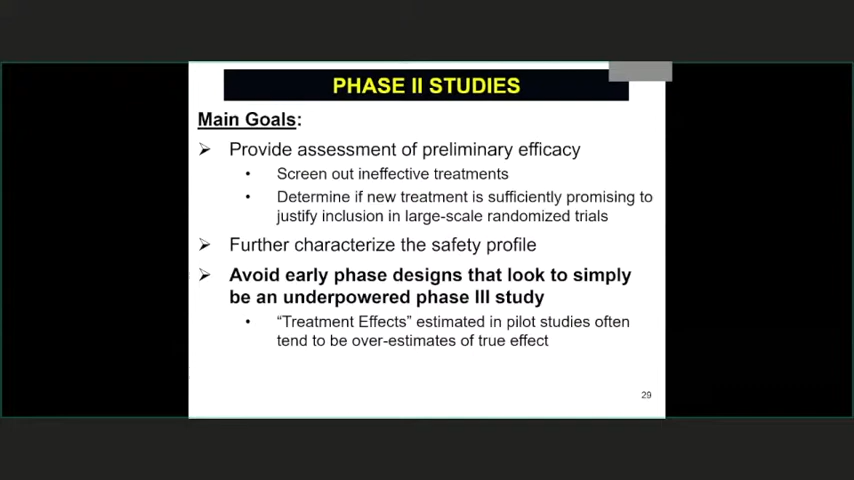 PHASE II STUDIES
Main Goals:
➢ Provide assessment of preliminary efficacy
• Screen out ineffective treatments
• Determine if new treatment is sufficiently promising to
justify inclusion in large-scale randomized trials
➢ Further characterize the safety profile
➢ Avoid early phase designs that look to simply
be an underpowered phase III study
• “Treatment Effects” estimated in pilot studies often
tend to be over-estimates of true effect
29